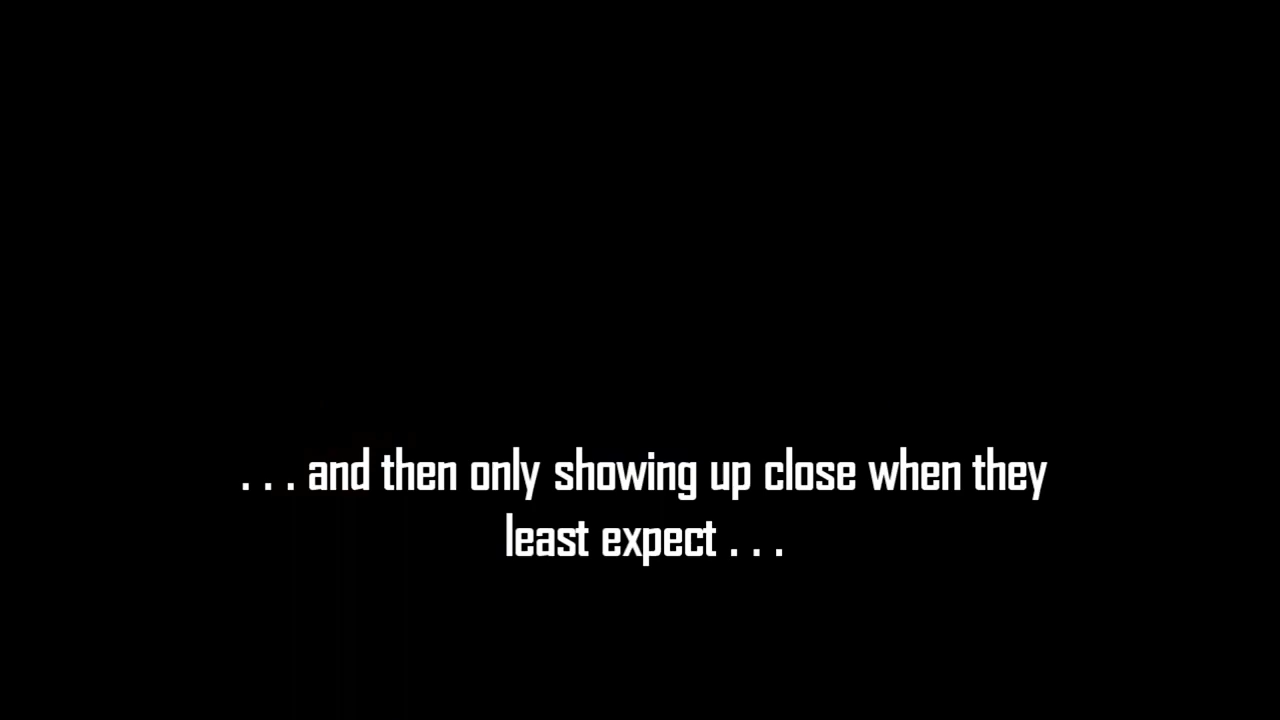 . . . and then only showing up close when they
least expect . . .